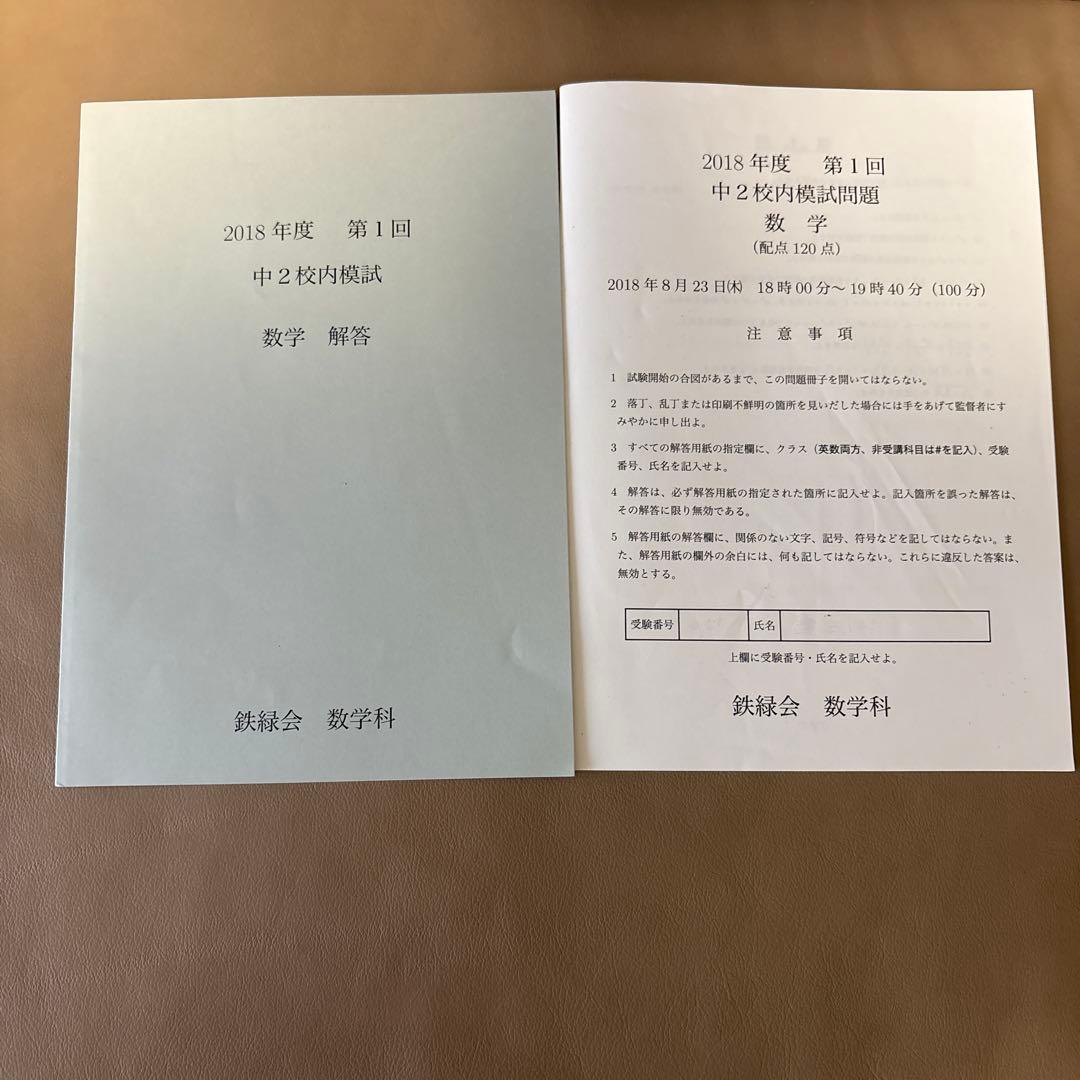 2018 年度 第1回
中2校内模試
数学 解答
鉄緑会 数学科
2018 年度 第1回
中2校内模試問題
数 学
(配点 120 点)
2018 年 8 月 23 日㈭ 18 時 00 分〜 19 時 40 分 (100 分)
注 意 事 項
1 試験開始の合図があるまで、この問題冊子を開いてはならない。
2 落丁、乱丁または印刷不鮮明の箇所を見いだした場合には手をあげて監督者にす
みやかに申し出よ。
3 すべての解答用紙の指定欄に、クラス (英数両方、非受講科目は#を記入)、受験
番号、氏名を記入せよ。
4 解答は、必ず解答用紙の指定された箇所に記入せよ。記入箇所を誤った解答は、
その解答に限り無効である。
5 解答用紙の解答欄に、関係のない文字、記号、符号などを記してはならない。ま
た、解答用紙の欄外の余白には、何も記してはならない。これらに違反した答案は、
無効とする。
受験番号 氏名
上欄に受験番号・氏名を記入せよ。
鉄緑会 数学科